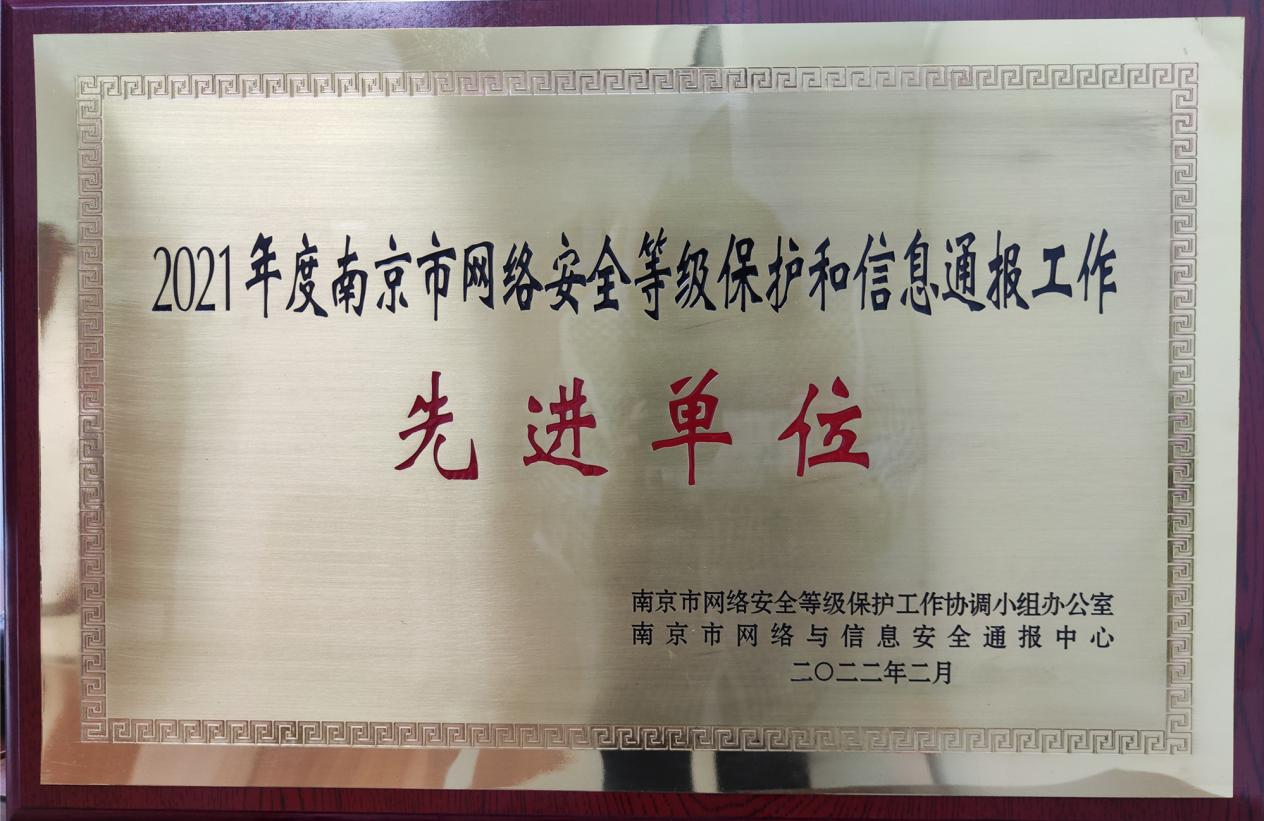 2021年度南京市网络安全等级保护和信息通报工作
先进单位
南京市网络安全等级保护工作协调小组办公室
南京市网络与信息安全通报中心
二〇二二年二月